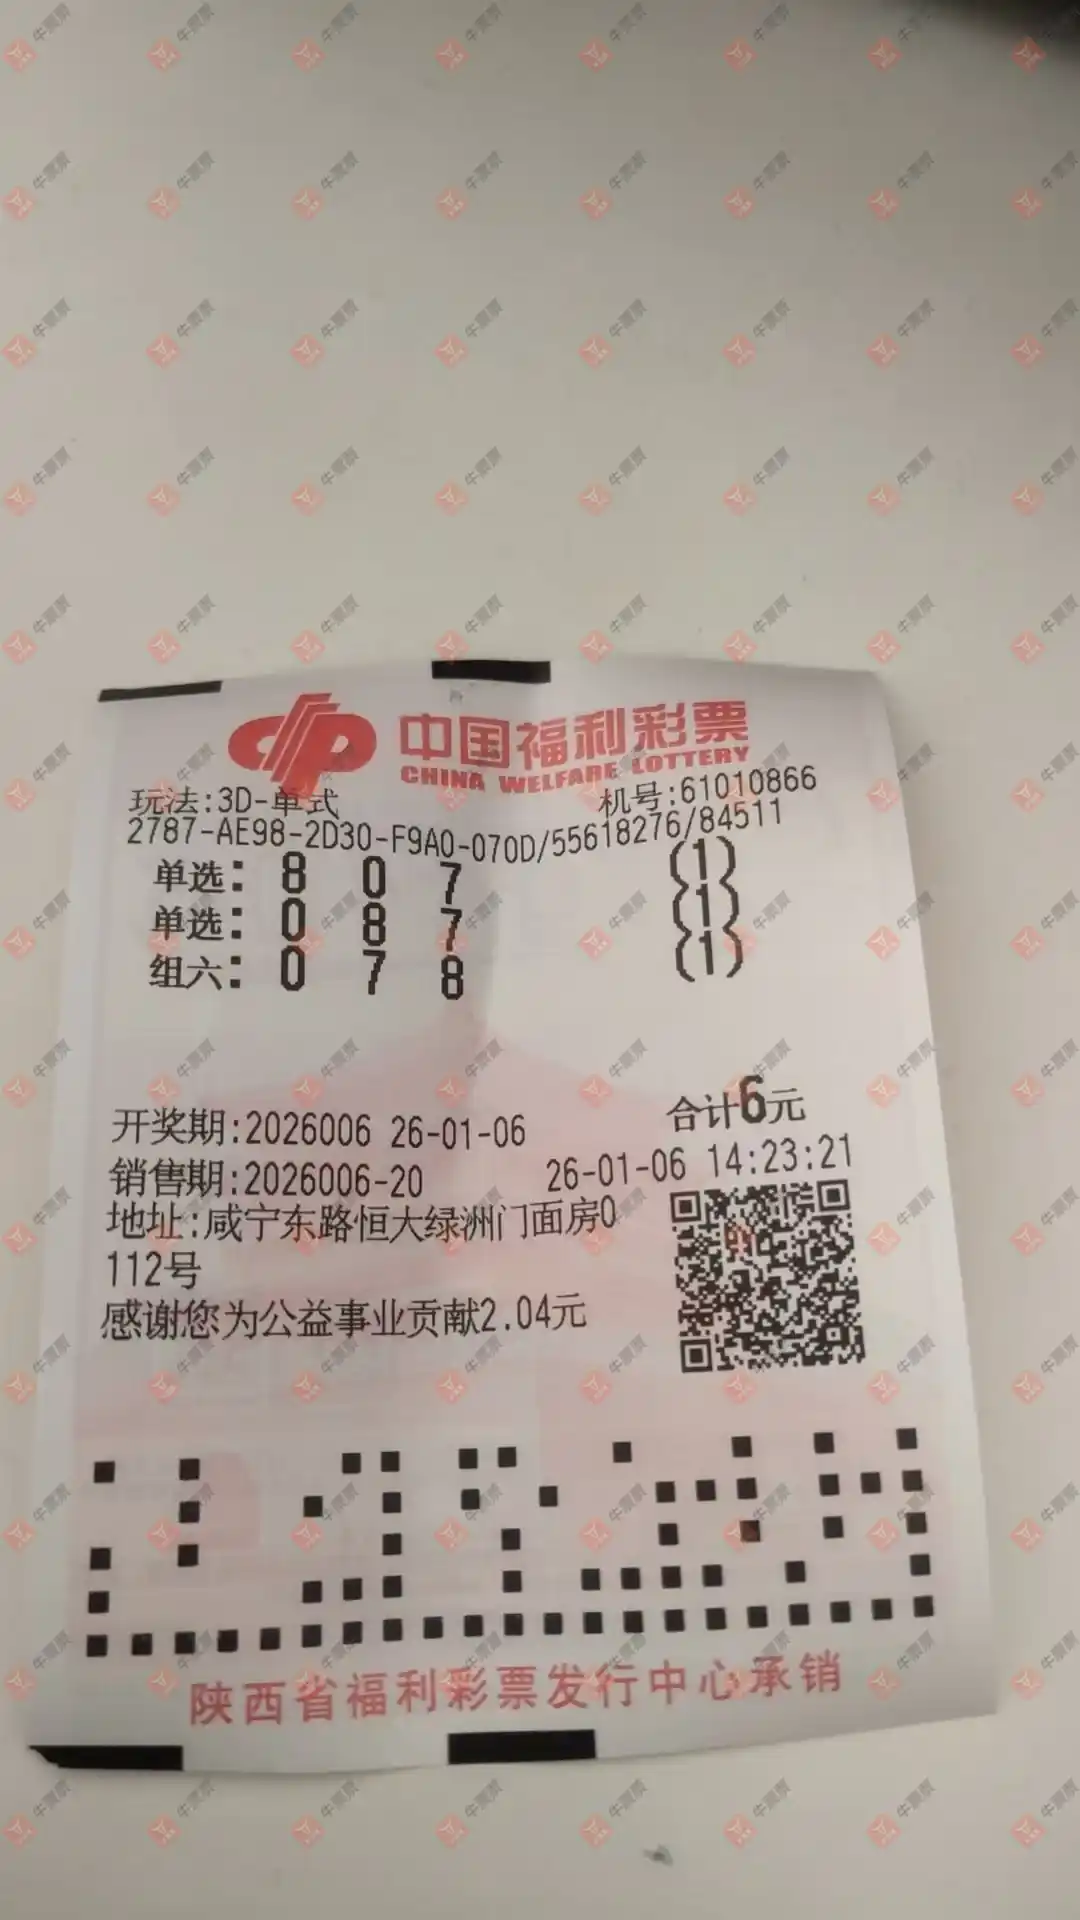 中国福利彩票
CHINA WELFARE LOTTERY
玩法:3D-单式 机号:61010866
2787-AE98-2D30-F9A0-070D/55618276/84511
单选: 8 0 7 (1)
单选: 0 8 7 (1)
组六: 0 7 8 (1)
合计6元
开奖期:2026006 26-01-06
销售期:2026006-20 26-01-06 14:23:21
地址:咸宁东路恒大绿洲门面房0
112号
感谢您为公益事业贡献2.04元
陕西省福利彩票发行中心承销
牛票票